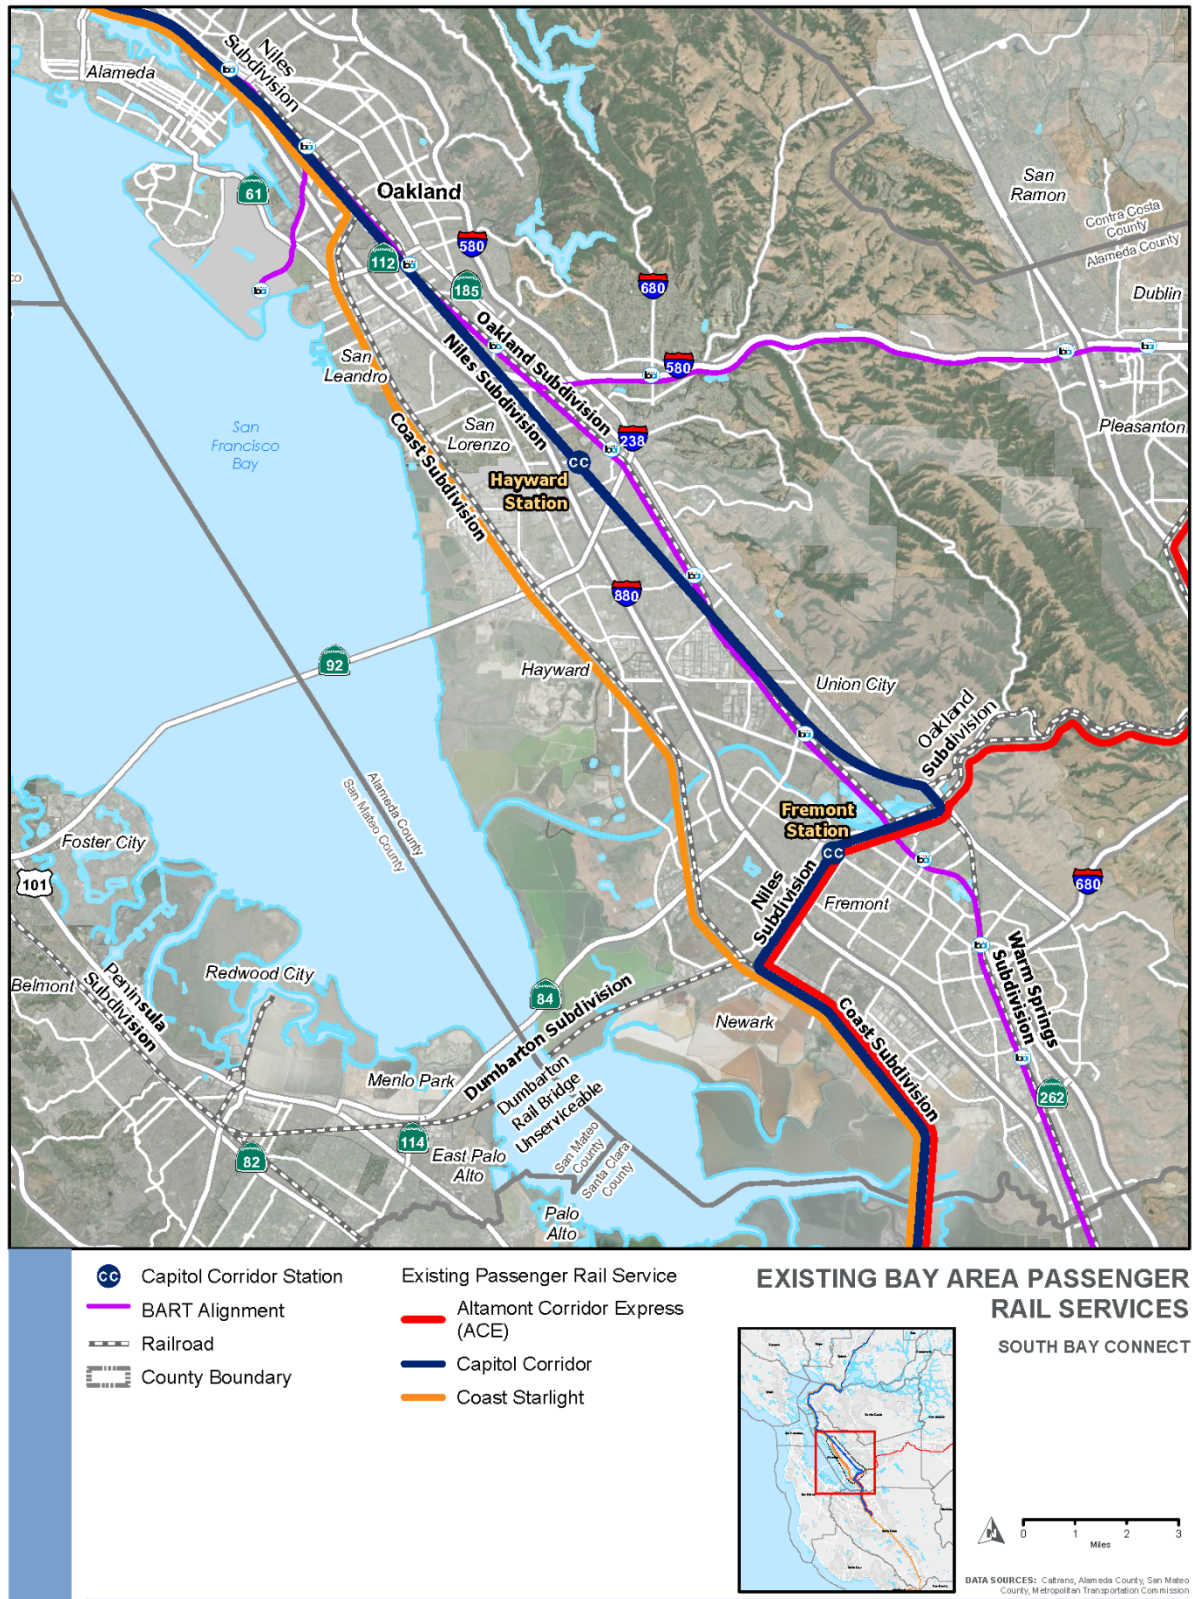 Niles
Subdivision
Alameda
61
Oakland
580
112
185
680
San
Ramon
Contra Costa
County
Alameda County
Dublin
Oakland Subdivision
Niles Subdivision
580
San
Leandro
San
Lorenzo
238
Pleasanton
San
Francisco
Bay
Coast Subdivision
CC
Hayward
Station
880
92
Hayward
Union City
Oakland
Subdivision
Alameda County
San Mateo County
Foster City
Fremont
Station
CC
101
680
Niles
Subdivision
Fremont
Warm Springs
Subdivision
Belmont
Peninsula
Subdivision
Redwood City
84
Dumbarton Subdivision
Newark
Coast Subdivision
Menlo Park
Dumbarton
Rail Bridge
Unserviceable
262
114
82
East Palo
Alto
San Mateo
County
Santa Clara
County
Palo
Alto
CC Capitol Corridor Station
BART Alignment
Railroad
County Boundary
Existing Passenger Rail Service
Altamont Corridor Express
(ACE)
Capitol Corridor
Coast Starlight
EXISTING BAY AREA PASSENGER
RAIL SERVICES
SOUTH BAY CONNECT
N
0 1 2 3
Miles
DATA SOURCES: Caltrans, Alameda County, San Mateo
County, Metropolitan Transportation Commission